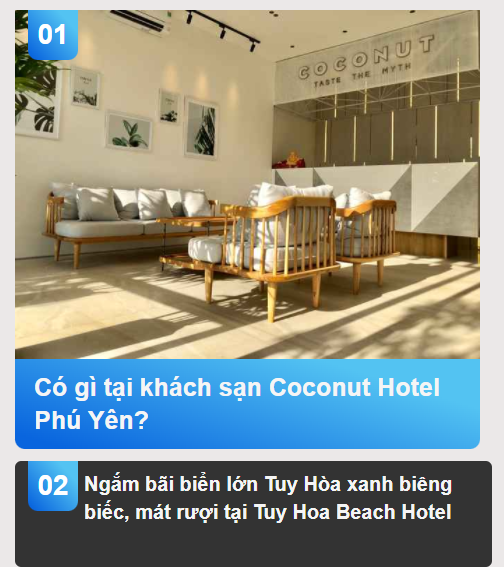 01
COCONUT
TASTE THE MYTH
Có gì tại khách sạn Coconut Hotel
Phú Yên?
02
Ngắm bãi biển lớn Tuy Hòa xanh biêng
biếc, mát rượi tại Tuy Hoa Beach Hotel